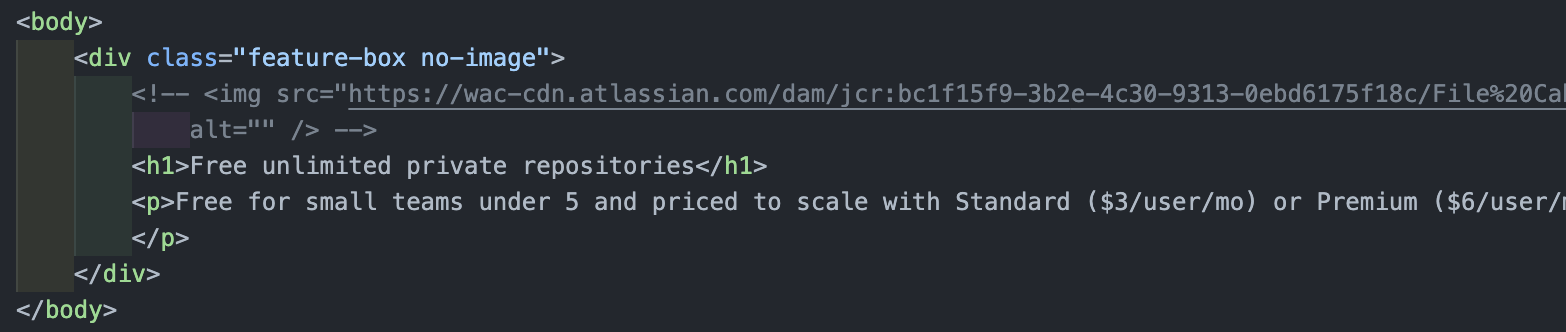 <body>
<div class="feature-box no-image">
<!-- <img src="https://wac-cdn.atlassian.com/dam/jcr:bc1f15f9-3b2e-4c30-9313-0ebd6175f18c/File%20Ca
alt="" /> -->
<h1>Free unlimited private repositories</h1>
<p>Free for small teams under 5 and priced to scale with Standard ($3/user/mo) or Premium ($6/user/
</p>
</div>
</body>